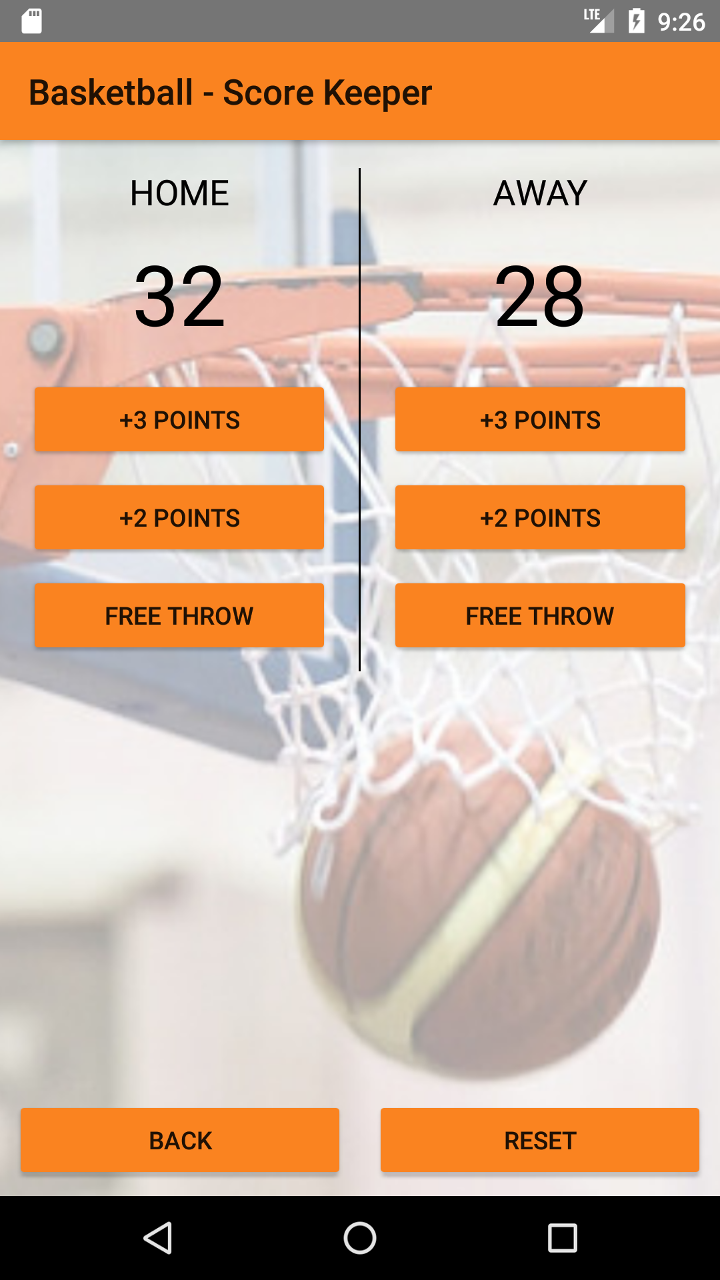 LTE 9:26
Basketball - Score Keeper
HOME
AWAY
32
28
+3 POINTS
+3 POINTS
+2 POINTS
+2 POINTS
FREE THROW
FREE THROW
BACK
RESET